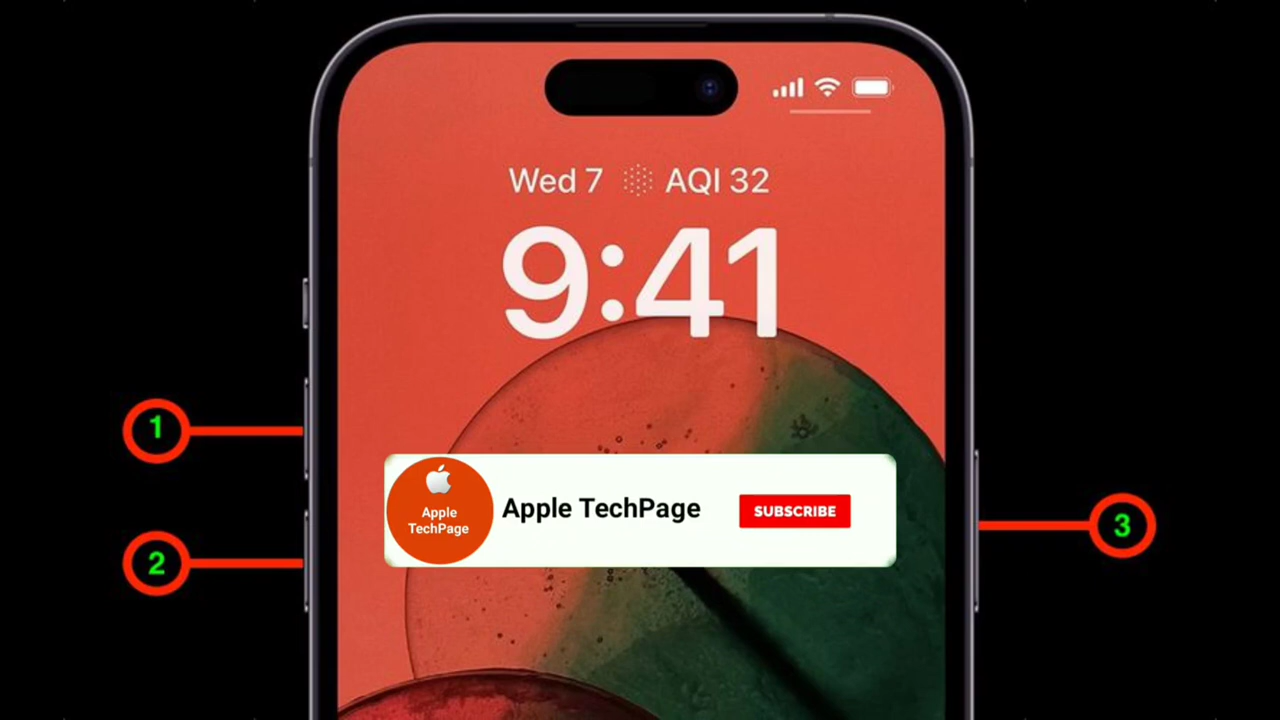 Wed 7 AQI 32
9:41
1
Apple
TechPage
Apple TechPage
SUBSCRIBE
3
2